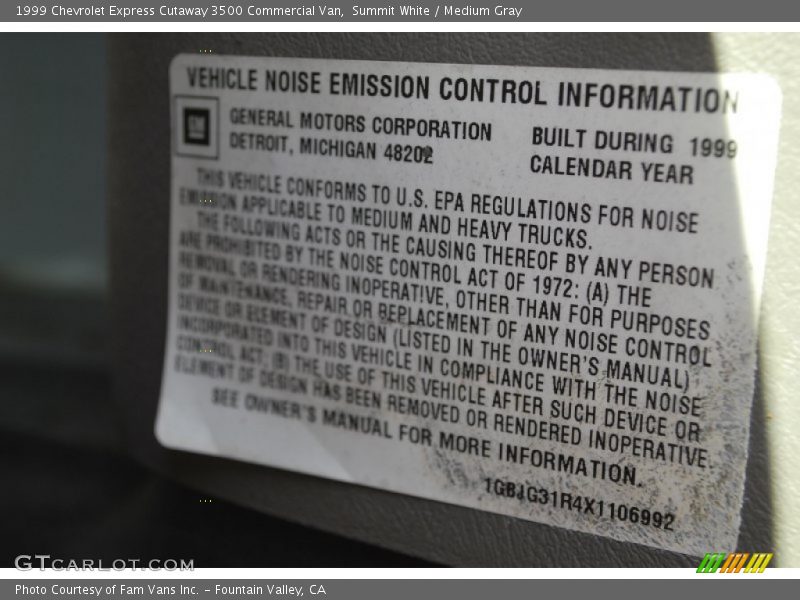 1999 Chevrolet Express Cutaway 3500 Commercial Van,  Summit White / Medium Gray
VEHICLE NOISE EMISSION CONTROL INFORMATION
GM
GENERAL MOTORS CORPORATION
DETROIT, MICHIGAN 48202
BUILT DURING 1999
CALENDAR YEAR
THIS VEHICLE CONFORMS TO U.S. EPA REGULATIONS FOR NOISE
EMISSION APPLICABLE TO MEDIUM AND HEAVY TRUCKS.
THE FOLLOWING ACTS OR THE CAUSING THEREOF BY ANY PERSON
ARE PROHIBITED BY THE NOISE CONTROL ACT OF 1972: (A) THE
REMOVAL OR RENDERING INOPERATIVE, OTHER THAN FOR PURPOSES
OF MAINTENANCE, REPAIR OR REPLACEMENT OF ANY NOISE CONTROL
DEVICE OR ELEMENT OF DESIGN (LISTED IN THE OWNER'S MANUAL)
INCORPORATED INTO THIS VEHICLE IN COMPLIANCE WITH THE NOISE
CONTROL ACT. (B) THE USE OF THIS VEHICLE AFTER SUCH DEVICE OR
ELEMENT OF DESIGN HAS BEEN REMOVED OR RENDERED INOPERATIVE.
SEE OWNER'S MANUAL FOR MORE INFORMATION.
1GBJG31R4X1106992
GTCARLOT.COM
Photo Courtesy of Fam Vans Inc. - Fountain Valley, CA